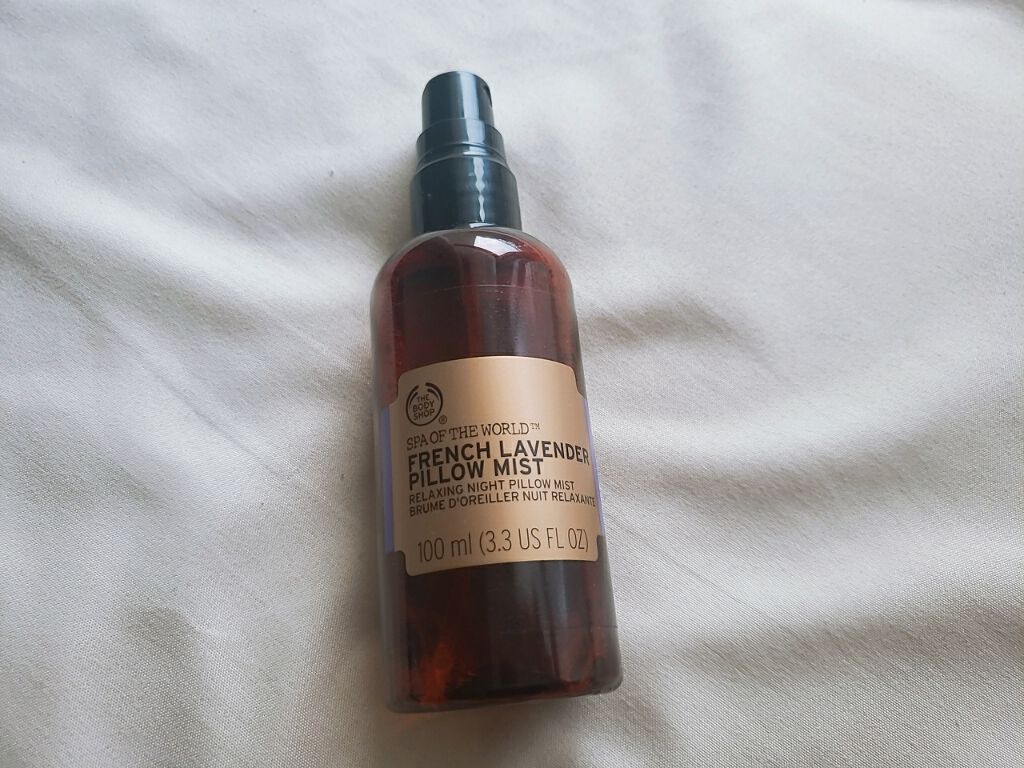 THE
BODY
SHOP®
SPA OF THE WORLD™
FRENCH LAVENDER
PILLOW MIST
RELAXING NIGHT PILLOW MIST
BRUME D'OREILLER NUIT RELAXANTE
100 ml (3.3 US FL OZ)